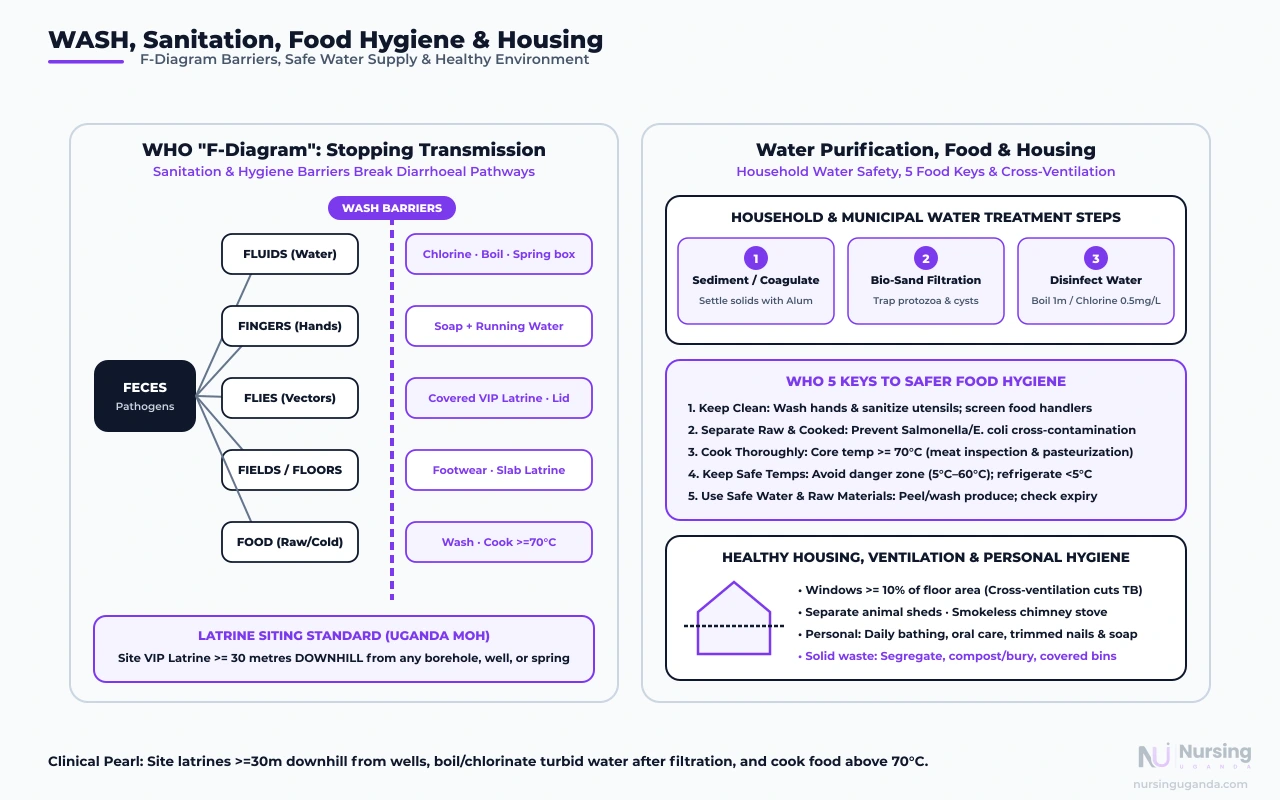 WASH, Sanitation, Food Hygiene & Housing
F-Diagram Barriers, Safe Water Supply & Healthy Environment
WHO "F-Diagram": Stopping Transmission
Sanitation & Hygiene Barriers Break Diarrhoeal Pathways
WASH BARRIERS
FLUIDS (Water)
Chlorine · Boil · Spring box
FINGERS (Hands)
Soap + Running Water
FECES
Pathogens
FLIES (Vectors)
Covered VIP Latrine · Lid
FIELDS / FLOORS
Footwear · Slab Latrine
FOOD (Raw/Cold)
Wash · Cook >=70°C
LATRINE SITING STANDARD (UGANDA MOH)
Site VIP Latrine >= 30 metres DOWNHILL from any borehole, well, or spring
Water Purification, Food & Housing
Household Water Safety, 5 Food Keys & Cross-Ventilation
HOUSEHOLD & MUNICIPAL WATER TREATMENT STEPS
1
Sediment / Coagulate
Settle solids with Alum
2
Bio-Sand Filtration
Trap protozoa & cysts
3
Disinfect Water
Boil 1m / Chlorine 0.5mg/L
WHO 5 KEYS TO SAFER FOOD HYGIENE
1. Keep Clean: Wash hands & sanitize utensils; screen food handlers
2. Separate Raw & Cooked: Prevent Salmonella/E. coli cross-contamination
3. Cook Thoroughly: Core temp >= 70°C (meat inspection & pasteurization)
4. Keep Safe Temps: Avoid danger zone (5°C–60°C); refrigerate <5°C
5. Use Safe Water & Raw Materials: Peel/wash produce; check expiry
HEALTHY HOUSING, VENTILATION & PERSONAL HYGIENE
• Windows >= 10% of floor area (Cross-ventilation cuts TB)
• Separate animal sheds · Smokeless chimney stove
• Personal: Daily bathing, oral care, trimmed nails & soap
• Solid waste: Segregate, compost/bury, covered bins
Clinical Pearl: Site latrines >=30m downhill from wells, boil/chlorinate turbid water after filtration, and cook food above 70°C.
NU Nursing
UGANDA
nursinguganda.com